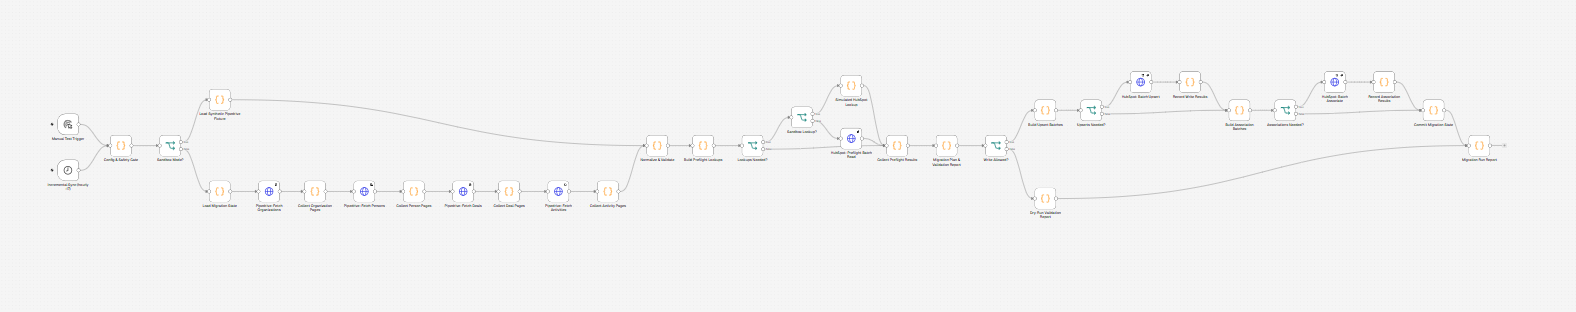 Manual Test Trigger
Incremental Sync Hourly
Config & Safety Gate
Sandbox Mode?
Load Synthetic Pipedrive
Fixture
Load Migration State
Pipedrive: Fetch
Organizations
Collect Organization
Pages
Pipedrive: Fetch Persons
Collect Person Pages
Pipedrive: Fetch Deals
Collect Deal Pages
Pipedrive: Fetch
Activities
Collect Activity Pages
Normalize & Validate
Build Preflight Lookups
Lookups Needed?
Sandbox Lookup?
Simulated HubSpot
Lookup
HubSpot: Preflight Batch
Read
Collect Preflight Results
Migration Plan &
Validation Report
Write Allowed?
Build Upsert Batches
Dry-Run Validation
Report
Upserts Needed?
HubSpot: Batch Upsert
Record Write Results
Build Association
Batches
Associations Needed?
HubSpot: Batch
Associate
Record Association
Results
Commit Migration State
Migration Run Report